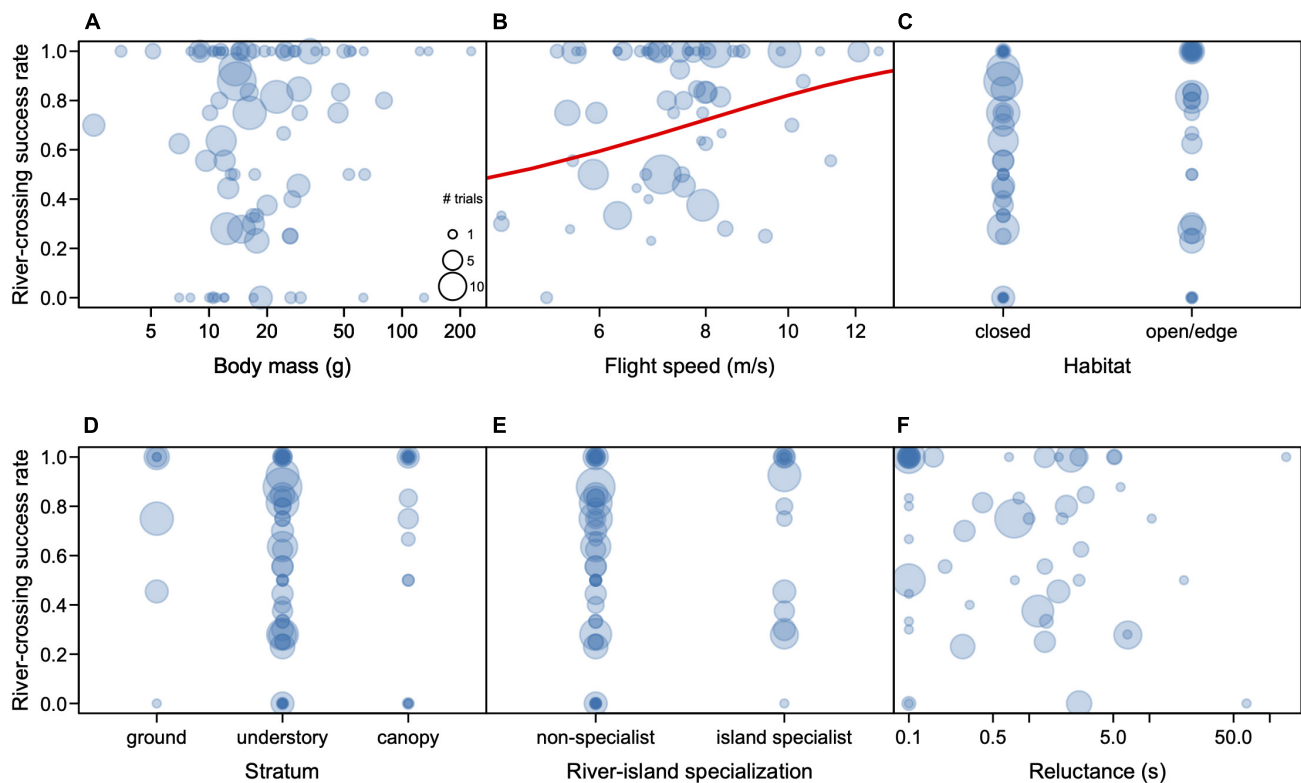 A B C
River-crossing success rate
1.0
0.8
0.6
0.4
0.2
0.0
# trials
1
5
10
5 10 20 50 100 200
Body mass (g)
6 8 10 12
Flight speed (m/s)
closed open/edge
Habitat
D E F
River-crossing success rate
1.0
0.8
0.6
0.4
0.2
0.0
ground understory canopy
Stratum
non-specialist island specialist
River-island specialization
0.1 0.5 5.0 50.0
Reluctance (s)